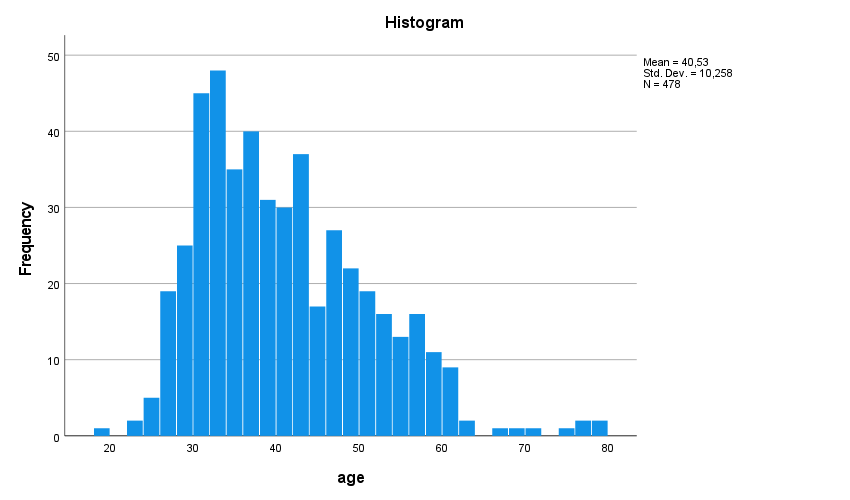 Histogram
Mean = 40,53
Std. Dev. = 10,258
N = 478
50
40
30
20
10
0
Frequency
20 30 40 50 60 70 80
age